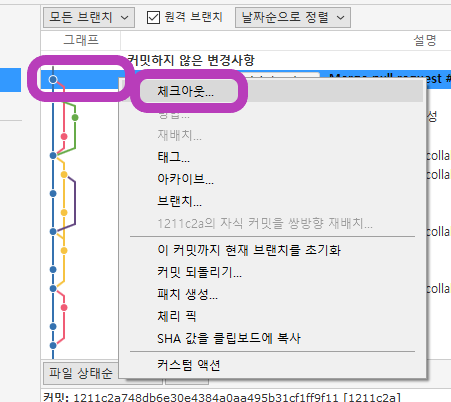 모든 브랜치
원격 브랜치
날짜순으로 정렬
그래프
설명
커밋하지 않은 변경사항
체크아웃...
병합...
재배치...
태그...
아카이브...
브랜치...
1211c2a의 자식 커밋을 쌍방향 재배치...
이 커밋까지 현재 브랜치를 초기화
커밋 되돌리기...
패치 생성...
체리 픽
SHA 값을 클립보드에 복사
커스텀 액션
성
colla
colla
colla
colla
파일 상태순
커밋: 1211c2a748db6e30e4384a0aa495b31cf1ff9f11 [1211c2a]